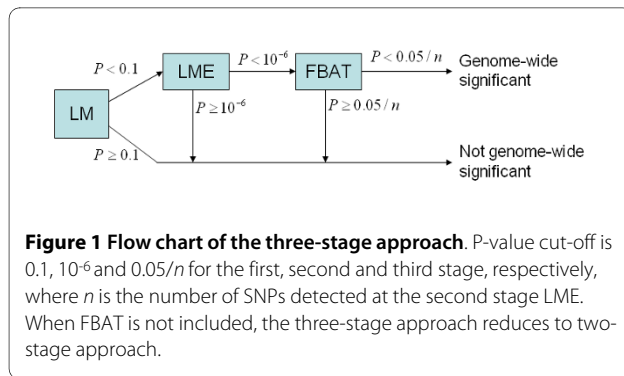 P < 0.1
LM
P ≥ 0.1
LME
P < 10⁻⁶
P ≥ 10⁻⁶
FBAT
P < 0.05/n
P ≥ 0.05/n
Genome-wide
significant
Not genome-wide
significant
Figure 1 Flow chart of the three-stage approach. P-value cut-off is
0.1, 10⁻⁶ and 0.05/n for the first, second and third stage, respectively,
where n is the number of SNPs detected at the second stage LME.
When FBAT is not included, the three-stage approach reduces to two-
stage approach.